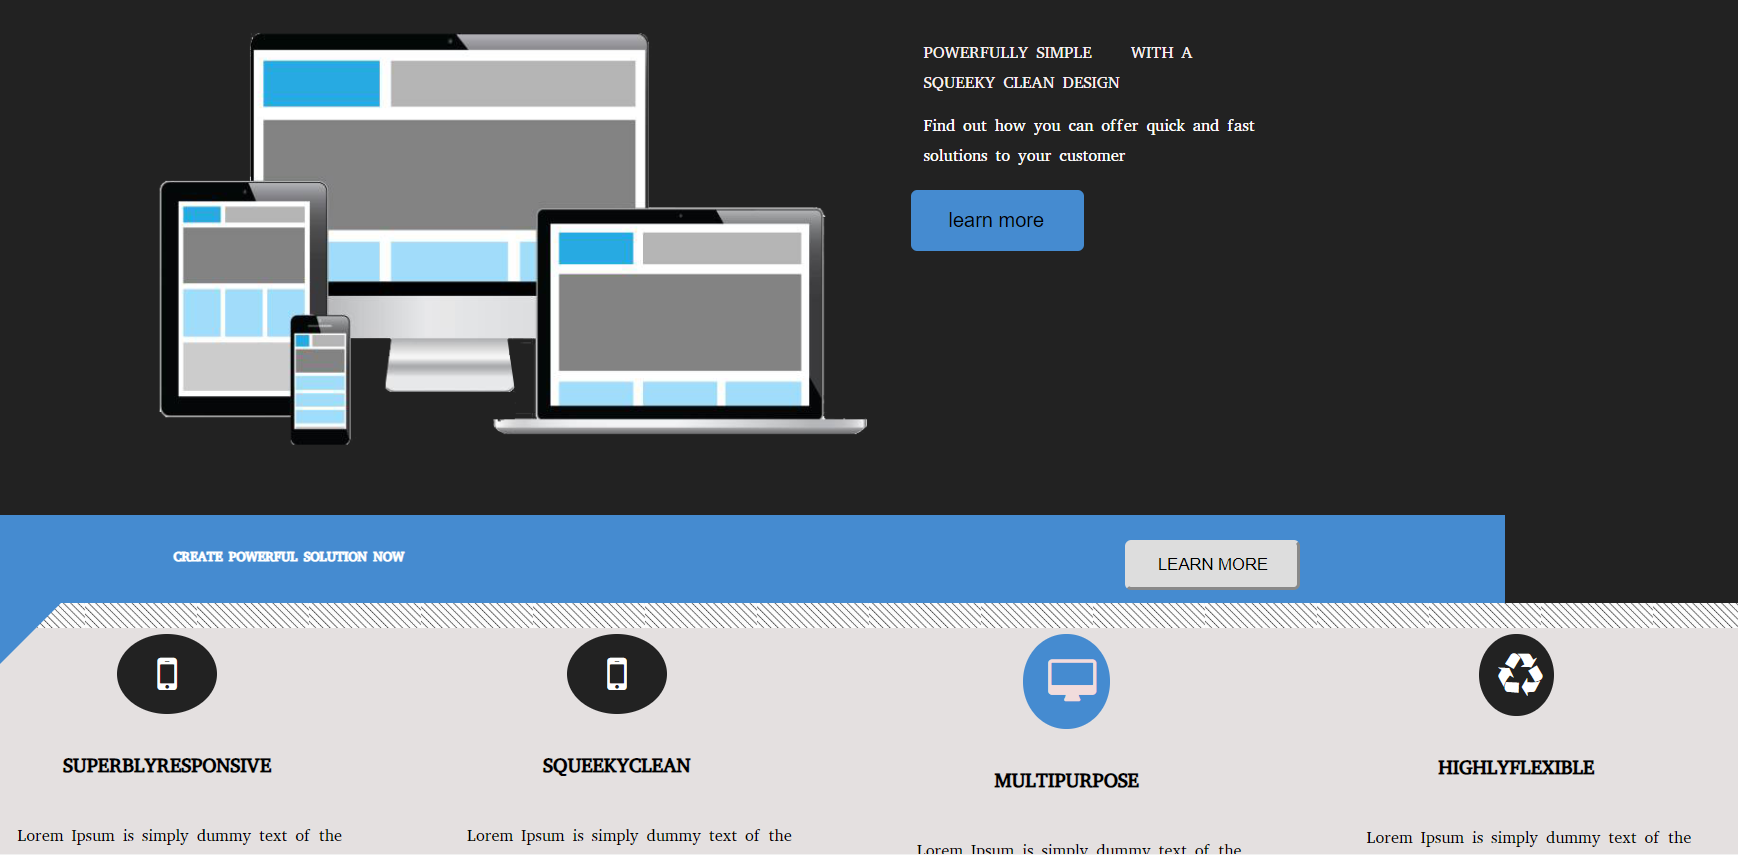 POWERFULLY SIMPLE WITH A
SQUEEKY CLEAN DESIGN
Find out how you can offer quick and fast
solutions to your customer
learn more
CREATE POWERFUL SOLUTION NOW
LEARN MORE
SUPERBLYRESPONSIVE
Lorem Ipsum is simply dummy text of the
SQUEEKYCLEAN
Lorem Ipsum is simply dummy text of the
MULTIPURPOSE
Lorem Ipsum is simply dummy text of the
HIGHLYFLEXIBLE
Lorem Ipsum is simply dummy text of the